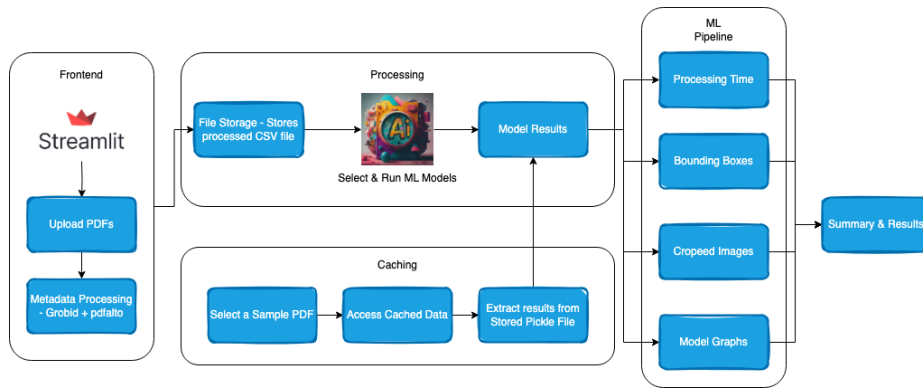 Frontend
Streamlit
Upload PDFs
Metadata Processing
- Grobid + pdfalto
Processing
File Storage - Stores
processed CSV file
Ai
Select & Run ML Models
Model Results
Caching
Select a Sample PDF
Access Cached Data
Extract results from
Stored Pickle File
ML
Pipeline
Processing Time
Bounding Boxes
Cropeed Images
Model Graphs
Summary & Results